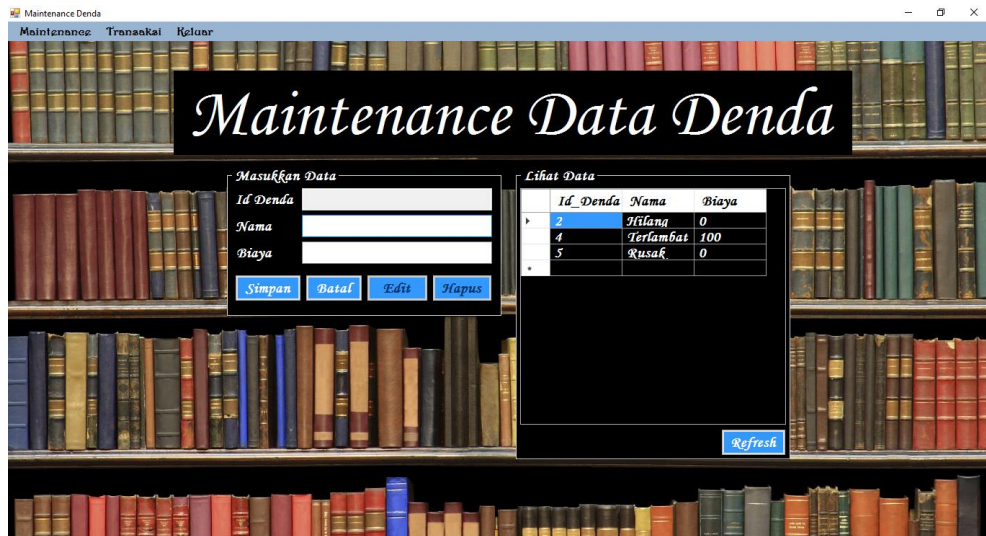 Maintenance Denda
Maintenance Transaksi Keluar
Maintenance Data Denda
Masukkan Data
Id Denda
Nama
Biaya
Simpan Batal Edit Hapus
Lihat Data
Id_Denda Nama Biaya
2 Hilang 0
4 Terlambat 100
5 Rusak 0
Refresh